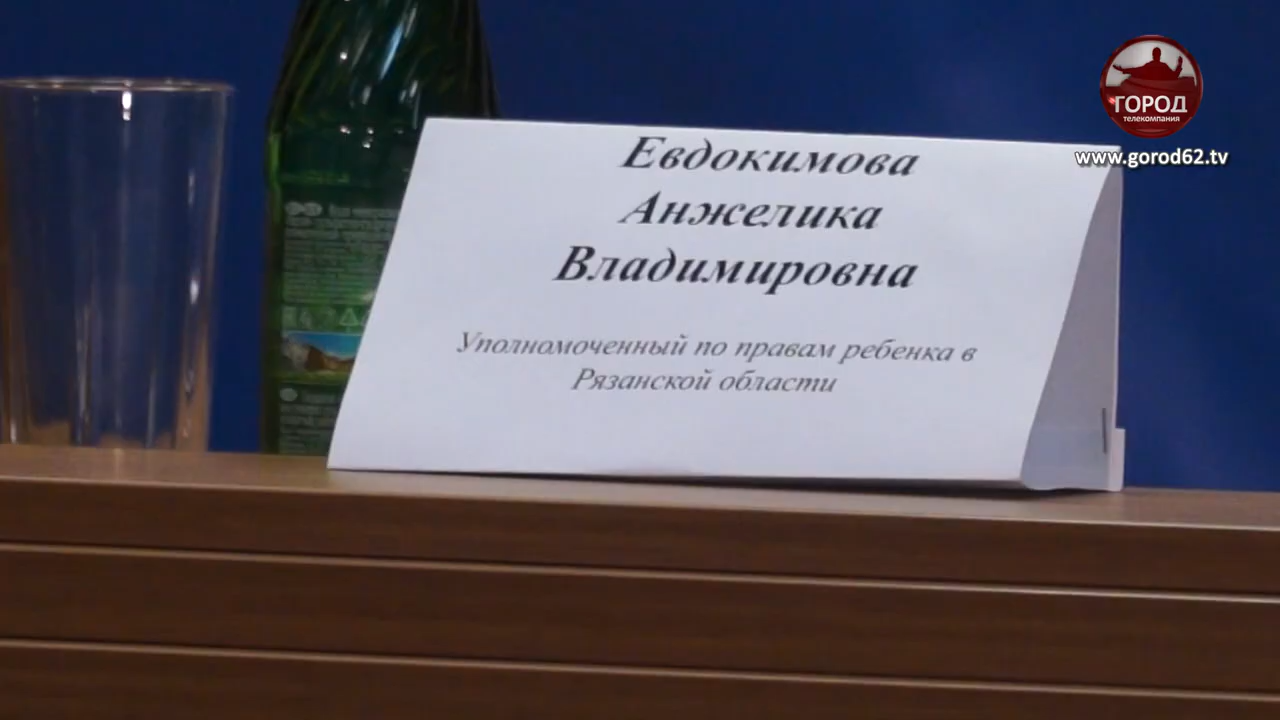 ГОРОД
телекомпания
www.gorod62.tv
Евдокимова
Анжелика
Владимировна
Уполномоченный по правам ребенка в
Рязанской области